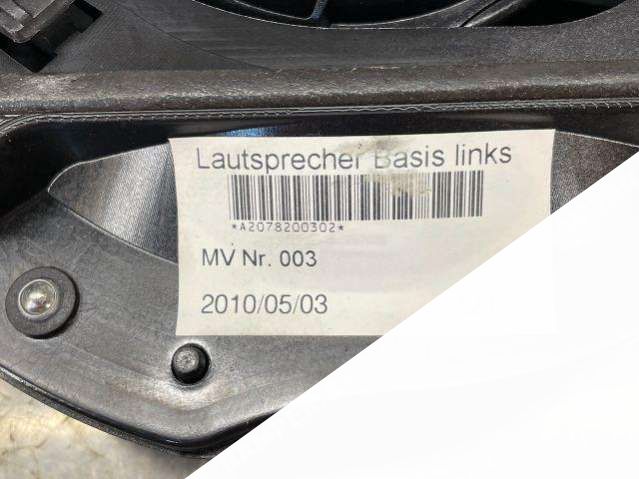 Lautsprecher Basis links
*A2078200302*
MV Nr. 003
2010/05/03